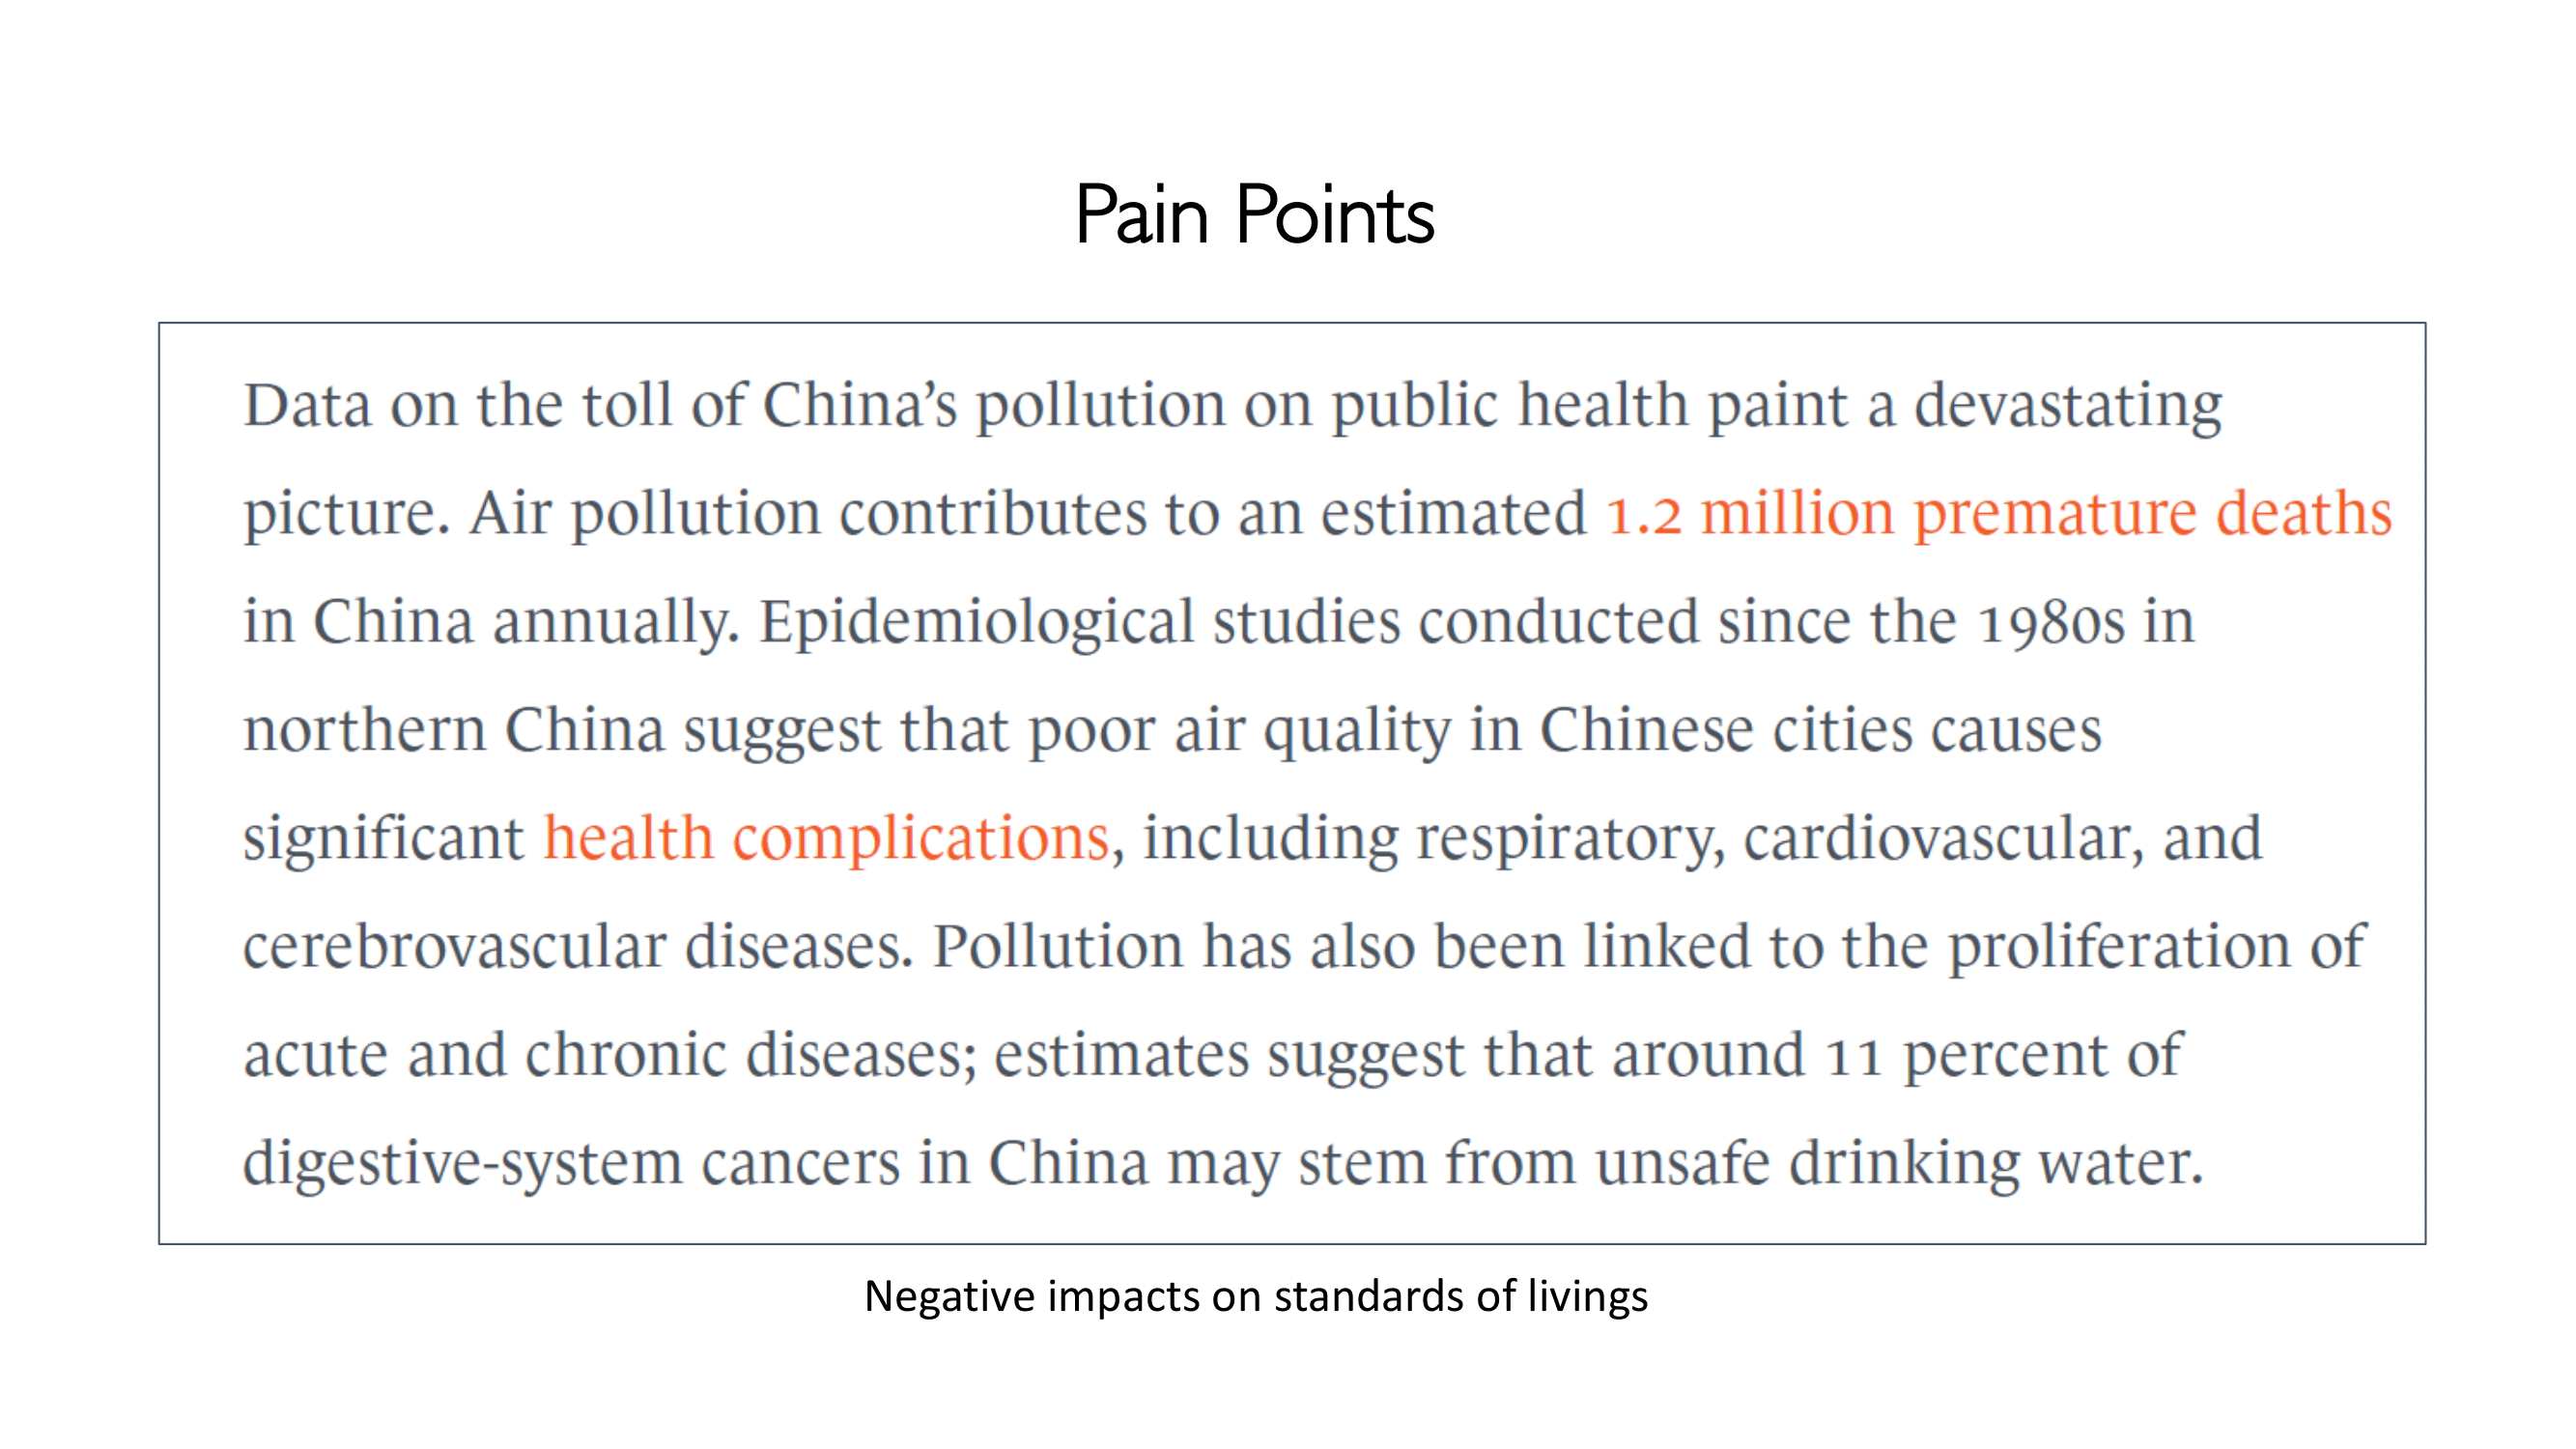 Pain Points
Data on the toll of China’s pollution on public health paint a devastating
picture. Air pollution contributes to an estimated 1.2 million premature deaths
in China annually. Epidemiological studies conducted since the 1980s in
northern China suggest that poor air quality in Chinese cities causes
significant health complications, including respiratory, cardiovascular, and
cerebrovascular diseases. Pollution has also been linked to the proliferation of
acute and chronic diseases; estimates suggest that around 11 percent of
digestive-system cancers in China may stem from unsafe drinking water.
Negative impacts on standards of livings